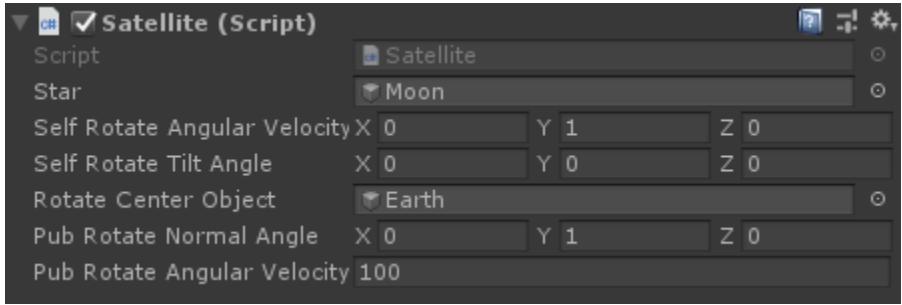 Satellite (Script)
Script Satellite
Star Moon
Self Rotate Angular Velocity X 0 Y 1 Z 0
Self Rotate Tilt Angle X 0 Y 0 Z 0
Rotate Center Object Earth
Pub Rotate Normal Angle X 0 Y 1 Z 0
Pub Rotate Angular Velocity 100